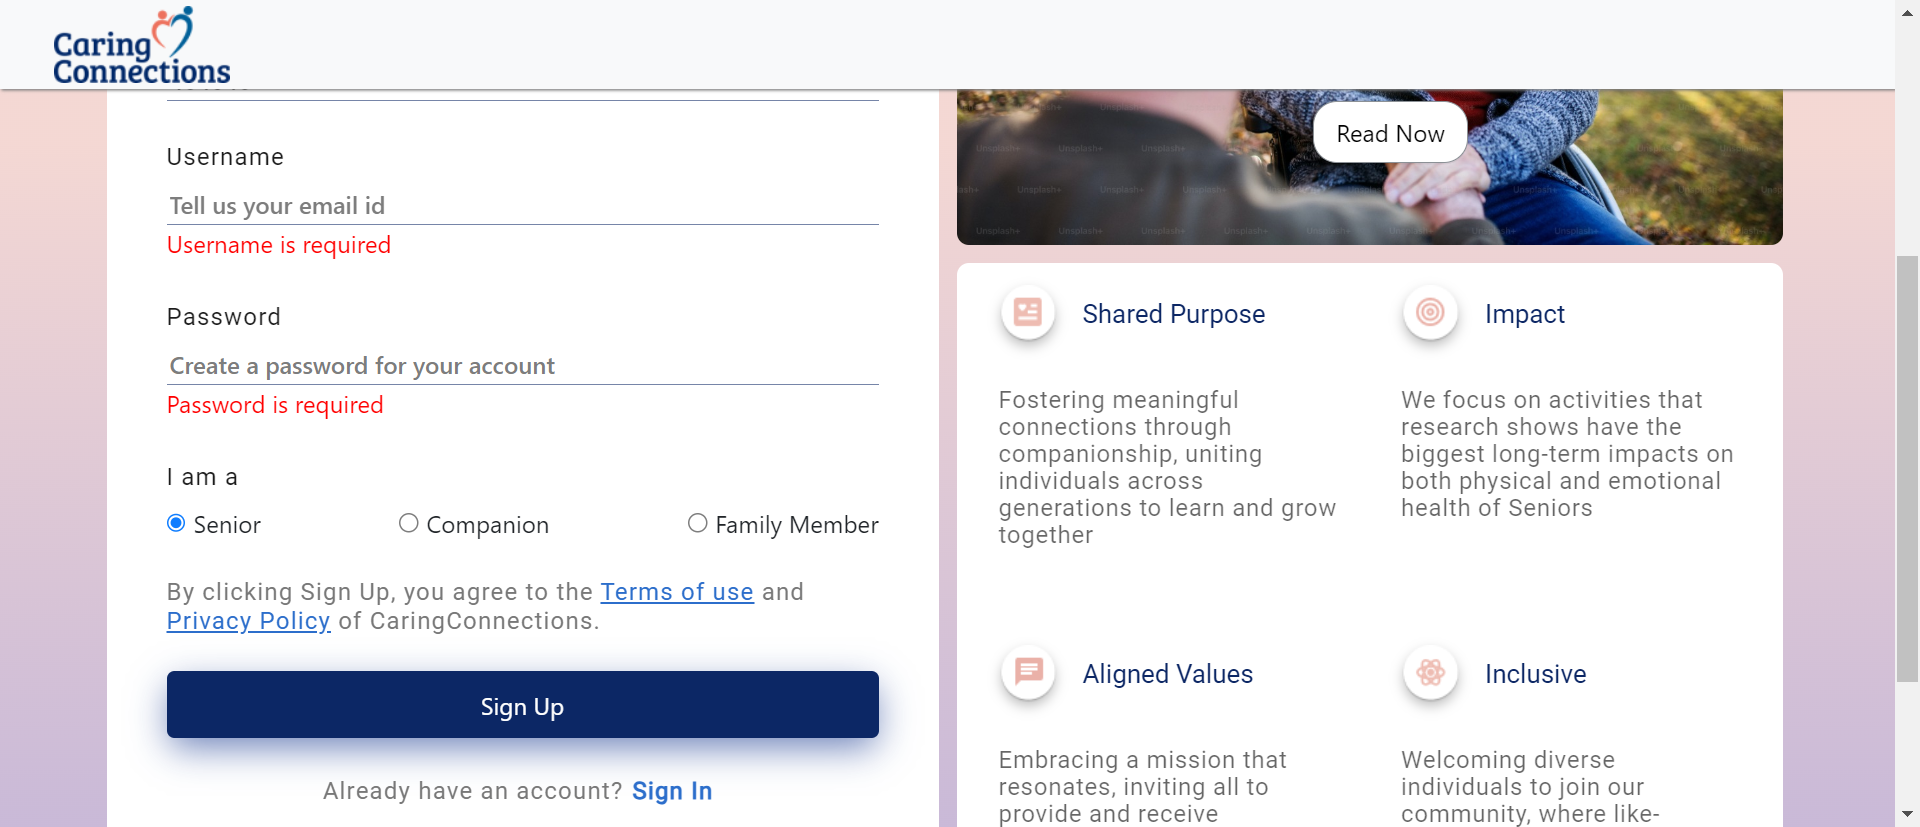 Caring
Connections
Username
Tell us your email id
Username is required
Password
Create a password for your account
Password is required
I am a
Senior
Companion
Family Member
By clicking Sign Up, you agree to the Terms of use and
Privacy Policy of CaringConnections.
Sign Up
Already have an account? Sign In
Read Now
Unsplash+
Shared Purpose
Fostering meaningful
connections through
companionship, uniting
individuals across
generations to learn and grow
together
Impact
We focus on activities that
research shows have the
biggest long-term impacts on
both physical and emotional
health of Seniors
Aligned Values
Embracing a mission that
resonates, inviting all to
provide and receive
Inclusive
Welcoming diverse
individuals to join our
community, where like-